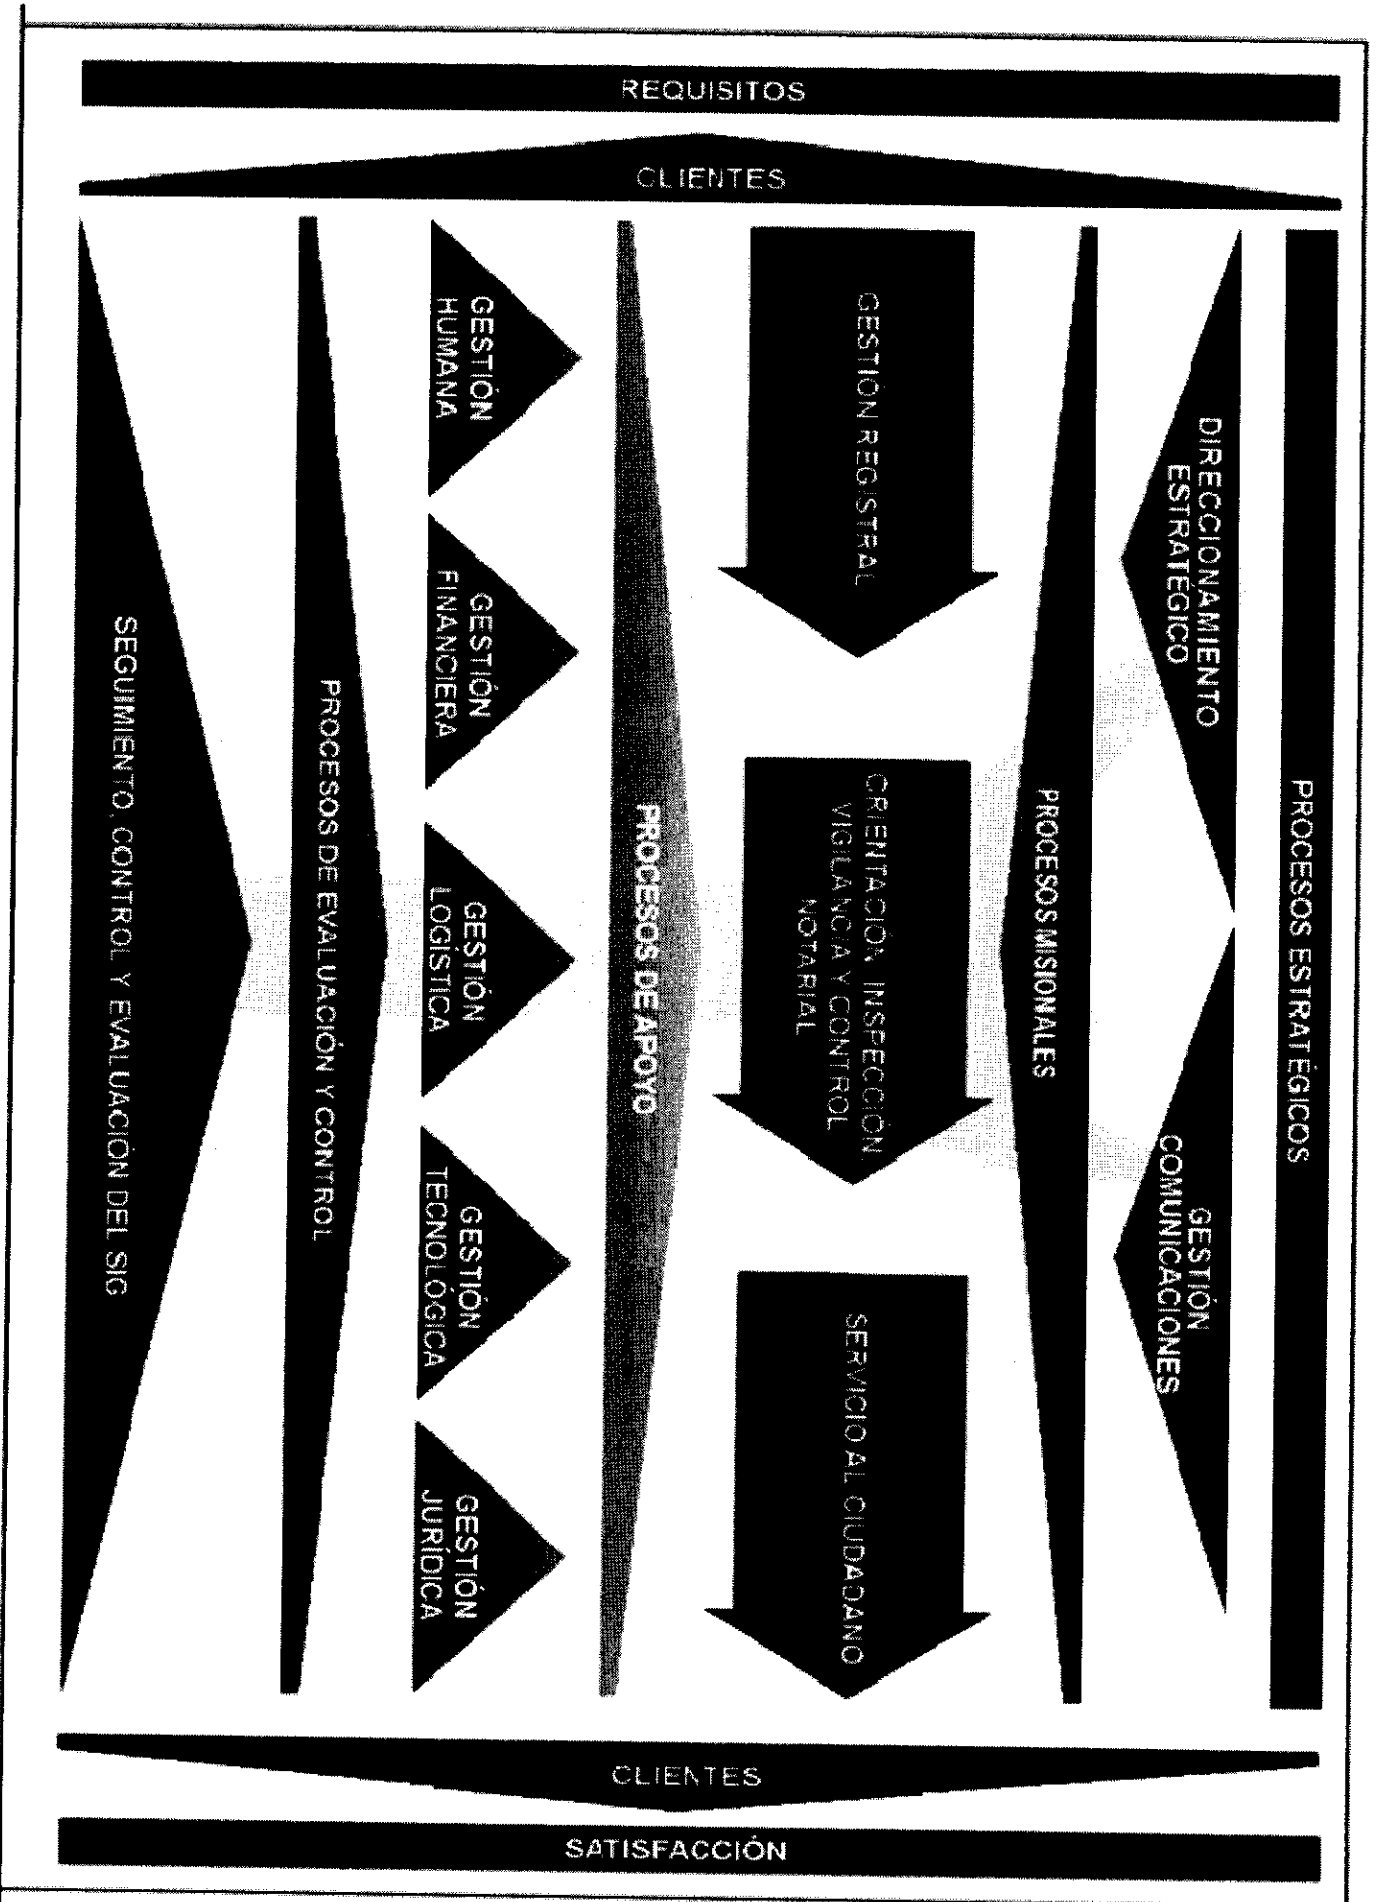 REQUISITOS
CLIENTES
PROCESOS ESTRATÉGICOS
DIRECCIONAMIENTO
ESTRATÉGICO
GESTIÓN
COMUNICACIONES
PROCESOS MISIONALES
GESTIÓN REGISTRAL
ORIENTACIÓN, INSPECCIÓN,
VIGILANCIA Y CONTROL
NOTARIAL
SERVICIO AL CIUDADANO
PROCESOS DE APOYO
GESTIÓN
HUMANA
GESTIÓN
FINANCIERA
GESTIÓN
LOGÍSTICA
GESTIÓN
TECNOLÓGICA
GESTIÓN
JURÍDICA
PROCESOS DE EVALUACIÓN Y CONTROL
SEGUIMIENTO, CONTROL Y EVALUACIÓN DEL SIG
CLIENTES
SATISFACCIÓN